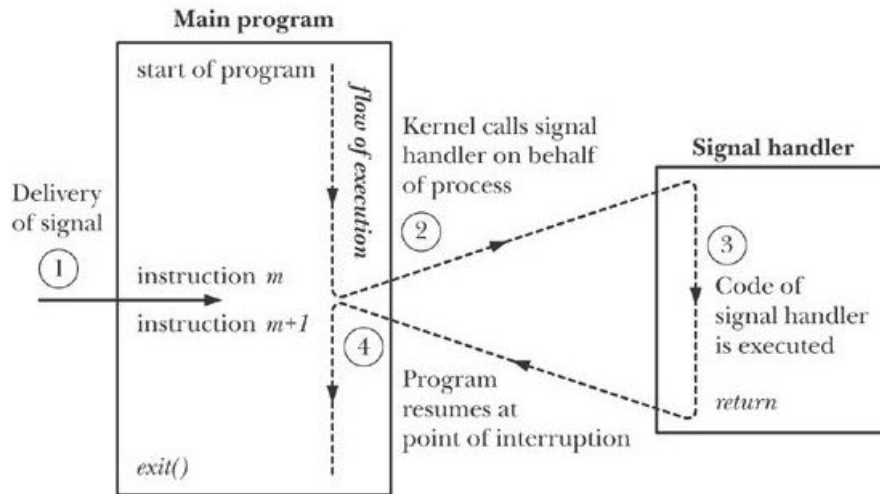 Main program
start of program
flow of execution
Kernel calls signal
handler on behalf
of process
Signal handler
Delivery
of signal
1
2
3
instruction m
instruction m+1
4
Code of
signal handler
is executed
Program
resumes at
point of interruption
return
exit()